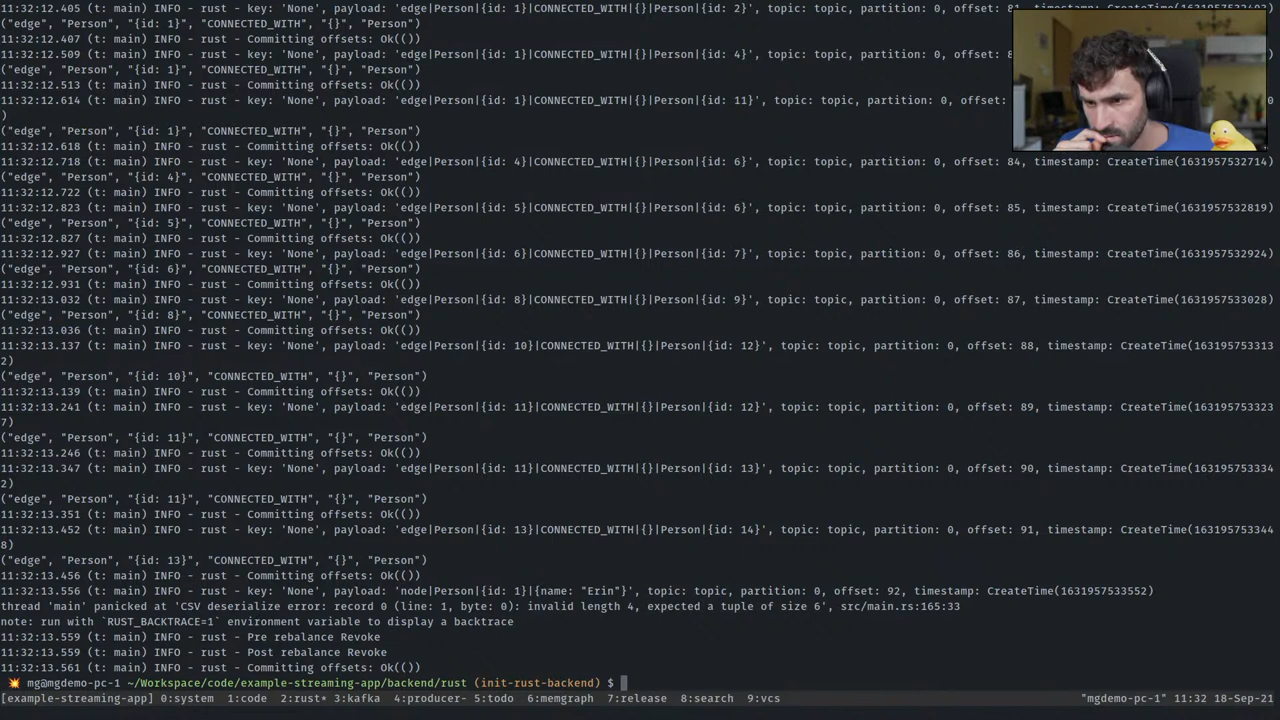 11:32:12.405 (t: main) INFO - rust - key: 'None', payload: 'edge|Person|{id: 1}|CONNECTED_WITH|{}|Person|{id: 2}', topic: topic, partition: 0, offset: 81, timestamp: CreateTime(1631957532402)
("edge", "Person", "{id: 1}", "CONNECTED_WITH", "{}", "Person")
11:32:12.407 (t: main) INFO - rust - Committing offsets: Ok(())
11:32:12.509 (t: main) INFO - rust - key: 'None', payload: 'edge|Person|{id: 1}|CONNECTED_WITH|{}|Person|{id: 4}', topic: topic, partition: 0, offset: 8
("edge", "Person", "{id: 1}", "CONNECTED_WITH", "{}", "Person")
11:32:12.513 (t: main) INFO - rust - Committing offsets: Ok(())
11:32:12.614 (t: main) INFO - rust - key: 'None', payload: 'edge|Person|{id: 1}|CONNECTED_WITH|{}|Person|{id: 11}', topic: topic, partition: 0, offset: 0
)
("edge", "Person", "{id: 1}", "CONNECTED_WITH", "{}", "Person")
11:32:12.618 (t: main) INFO - rust - Committing offsets: Ok(())
11:32:12.718 (t: main) INFO - rust - key: 'None', payload: 'edge|Person|{id: 4}|CONNECTED_WITH|{}|Person|{id: 6}', topic: topic, partition: 0, offset: 84, timestamp: CreateTime(1631957532714)
("edge", "Person", "{id: 4}", "CONNECTED_WITH", "{}", "Person")
11:32:12.722 (t: main) INFO - rust - Committing offsets: Ok(())
11:32:12.823 (t: main) INFO - rust - key: 'None', payload: 'edge|Person|{id: 5}|CONNECTED_WITH|{}|Person|{id: 6}', topic: topic, partition: 0, offset: 85, timestamp: CreateTime(1631957532819)
("edge", "Person", "{id: 5}", "CONNECTED_WITH", "{}", "Person")
11:32:12.827 (t: main) INFO - rust - Committing offsets: Ok(())
11:32:12.927 (t: main) INFO - rust - key: 'None', payload: 'edge|Person|{id: 6}|CONNECTED_WITH|{}|Person|{id: 7}', topic: topic, partition: 0, offset: 86, timestamp: CreateTime(1631957532924)
("edge", "Person", "{id: 6}", "CONNECTED_WITH", "{}", "Person")
11:32:12.931 (t: main) INFO - rust - Committing offsets: Ok(())
11:32:13.032 (t: main) INFO - rust - key: 'None', payload: 'edge|Person|{id: 8}|CONNECTED_WITH|{}|Person|{id: 9}', topic: topic, partition: 0, offset: 87, timestamp: CreateTime(1631957533028)
("edge", "Person", "{id: 8}", "CONNECTED_WITH", "{}", "Person")
11:32:13.036 (t: main) INFO - rust - Committing offsets: Ok(())
11:32:13.137 (t: main) INFO - rust - key: 'None', payload: 'edge|Person|{id: 10}|CONNECTED_WITH|{}|Person|{id: 12}', topic: topic, partition: 0, offset: 88, timestamp: CreateTime(163195753313
2)
("edge", "Person", "{id: 10}", "CONNECTED_WITH", "{}", "Person")
11:32:13.139 (t: main) INFO - rust - Committing offsets: Ok(())
11:32:13.241 (t: main) INFO - rust - key: 'None', payload: 'edge|Person|{id: 11}|CONNECTED_WITH|{}|Person|{id: 12}', topic: topic, partition: 0, offset: 89, timestamp: CreateTime(163195753323
7)
("edge", "Person", "{id: 11}", "CONNECTED_WITH", "{}", "Person")
11:32:13.246 (t: main) INFO - rust - Committing offsets: Ok(())
11:32:13.347 (t: main) INFO - rust - key: 'None', payload: 'edge|Person|{id: 11}|CONNECTED_WITH|{}|Person|{id: 13}', topic: topic, partition: 0, offset: 90, timestamp: CreateTime(163195753334
2)
("edge", "Person", "{id: 11}", "CONNECTED_WITH", "{}", "Person")
11:32:13.351 (t: main) INFO - rust - Committing offsets: Ok(())
11:32:13.452 (t: main) INFO - rust - key: 'None', payload: 'edge|Person|{id: 13}|CONNECTED_WITH|{}|Person|{id: 14}', topic: topic, partition: 0, offset: 91, timestamp: CreateTime(163195753344
8)
("edge", "Person", "{id: 13}", "CONNECTED_WITH", "{}", "Person")
11:32:13.456 (t: main) INFO - rust - Committing offsets: Ok(())
11:32:13.556 (t: main) INFO - rust - key: 'None', payload: 'node|Person|{id: 1}|{name: "Erin"}', topic: topic, partition: 0, offset: 92, timestamp: CreateTime(1631957533552)
thread 'main' panicked at 'CSV deserialize error: record 0 (line: 1, byte: 0): invalid length 4, expected a tuple of size 6', src/main.rs:165:33
note: run with `RUST_BACKTRACE=1` environment variable to display a backtrace
11:32:13.559 (t: main) INFO - rust - Pre rebalance Revoke
11:32:13.559 (t: main) INFO - rust - Post rebalance Revoke
11:32:13.561 (t: main) INFO - rust - Committing offsets: Ok(())
mg@mgdemo-pc-1 ~/Workspace/code/example-streaming-app/backend/rust (init-rust-backend) $
[example-streaming-app] 0:system 1:code 2:rust* 3:kafka 4:producer- 5:todo 6:memgraph 7:release 8:search 9:vcs "mgdemo-pc-1" 11:32 18-Sep-21